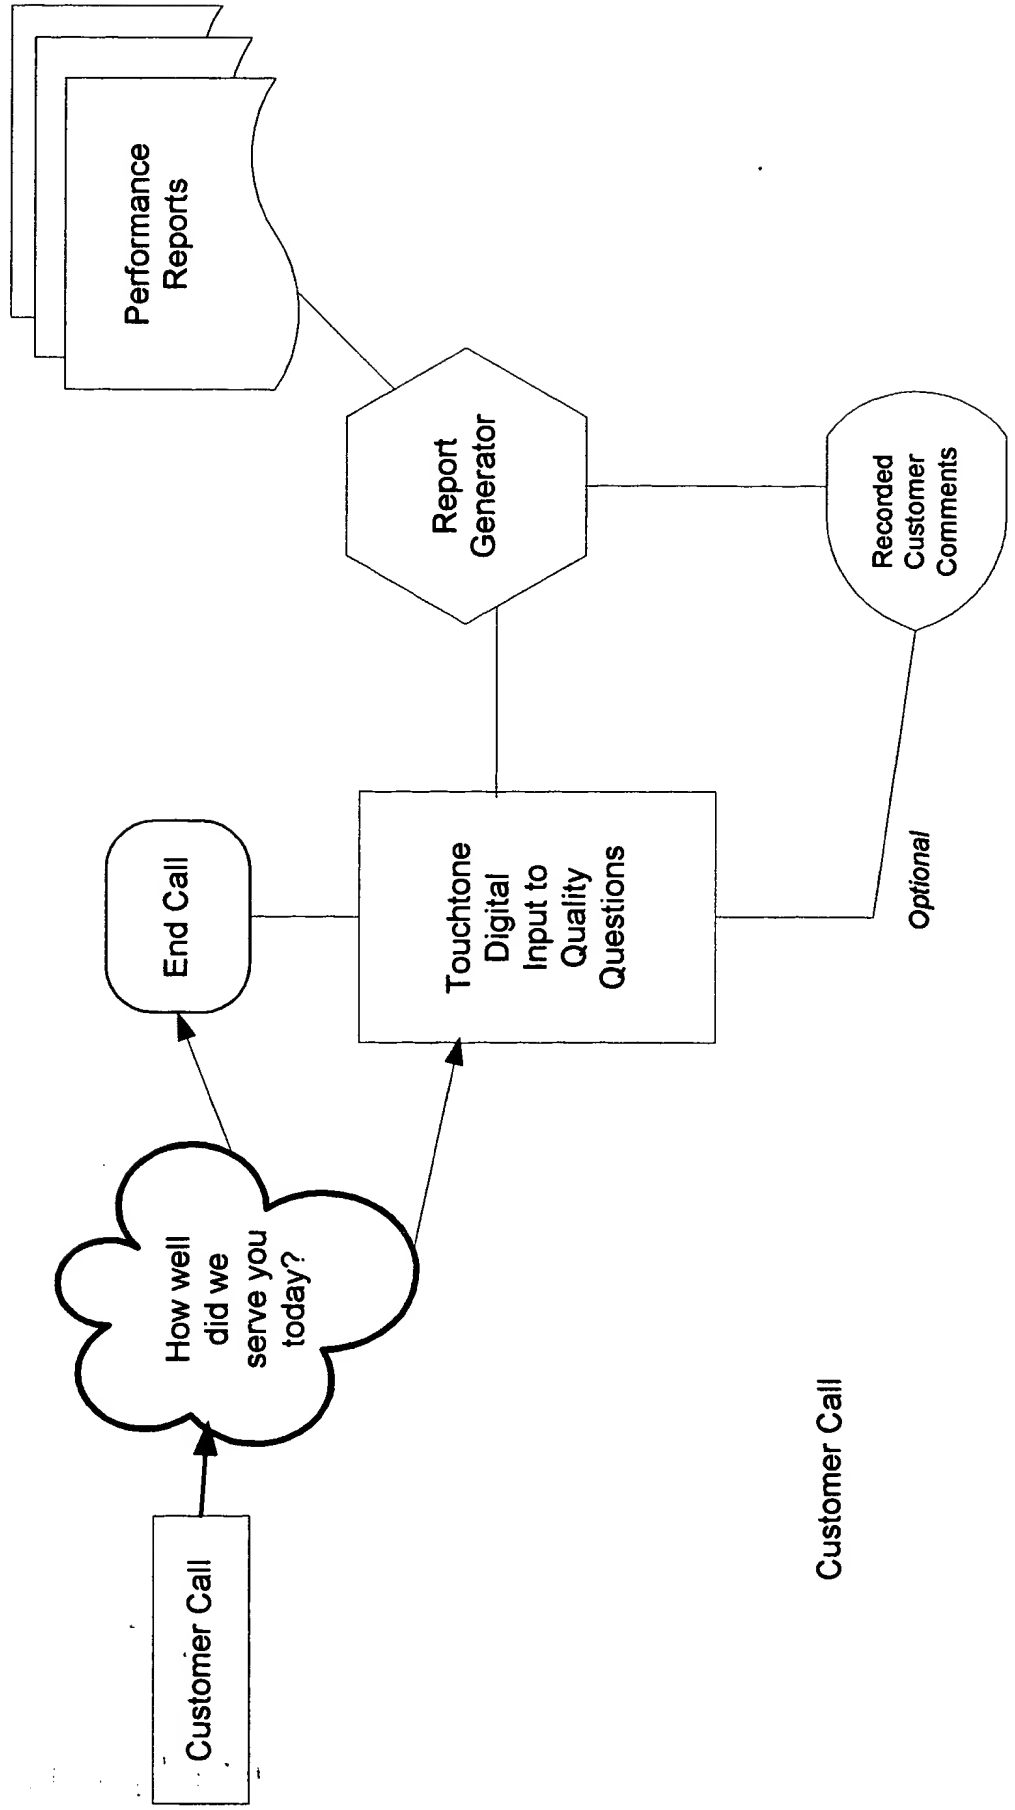 Customer Call
How well
did we
serve you
today?
End Call
Touchtone
Digital
Input to
Quality
Questions
Optional
Report
Generator
Recorded
Customer
Comments
Performance
Reports
Customer Call